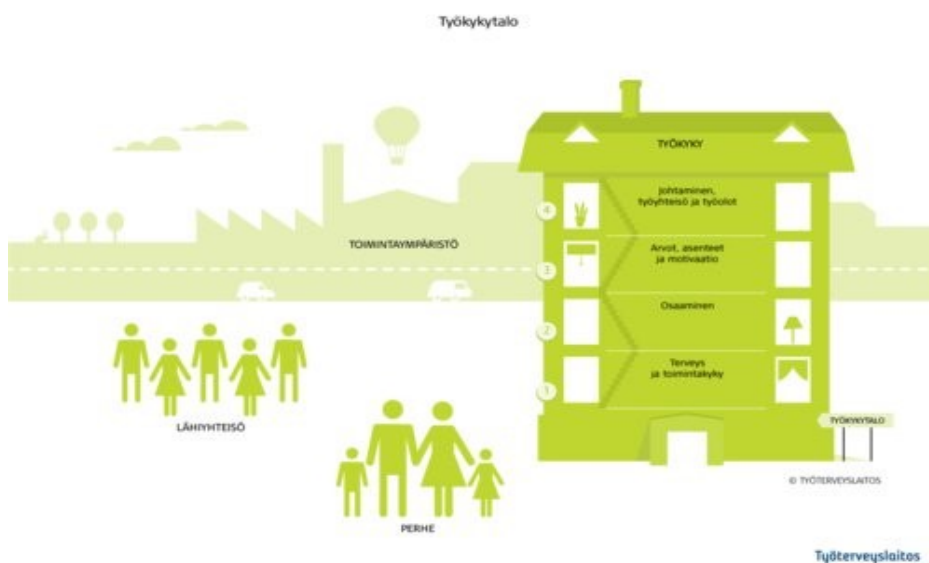 Työkykytalo
TYÖKYKY
4
Johtaminen,
työyhteisö ja työolot
TOIMINTAYMPÄRISTÖ
3
Arvot, asenteet
ja motivaatio
2
Osaaminen
1
Terveys
ja toimintakyky
LÄHIYHTEISÖ
PERHE
TYÖKYKYTALO
© TYÖTERVEYSLAITOS
Työterveyslaitos